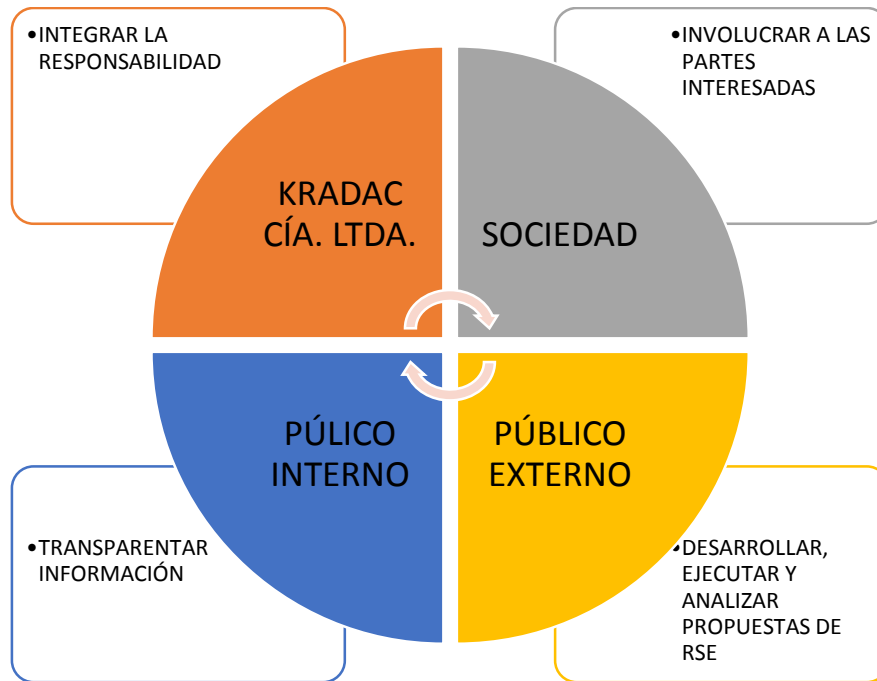 •INTEGRAR LA
RESPONSABILIDAD
•INVOLUCRAR A LAS
PARTES
INTERESADAS
KRADAC
CÍA. LTDA.
SOCIEDAD
PÚLICO
INTERNO
PÚBLICO
EXTERNO
•TRANSPARENTAR
INFORMACIÓN
•DESARROLLAR,
EJECUTAR Y
ANALIZAR
PROPUESTAS DE
RSE